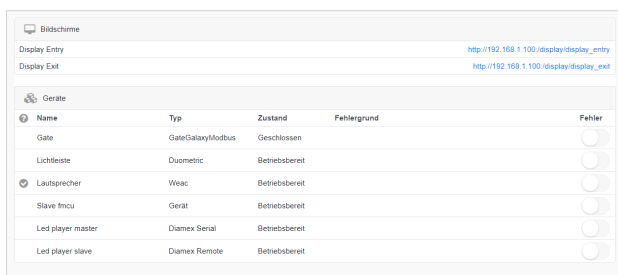 Bildschirme
Display Entry http://192.168.1.100:/display/display_entry
Display Exit http://192.168.1.100:/display/display_exit
Geräte
Name Typ Zustand Fehlergrund Fehler
Gate GateGalaxyModbus Geschlossen
Lichtleiste Duometric Betriebsbereit
Lautsprecher Weac Betriebsbereit
Slave fmcu Gerät Betriebsbereit
Led player master Diamex Serial Betriebsbereit
Led player slave Diamex Remote Betriebsbereit